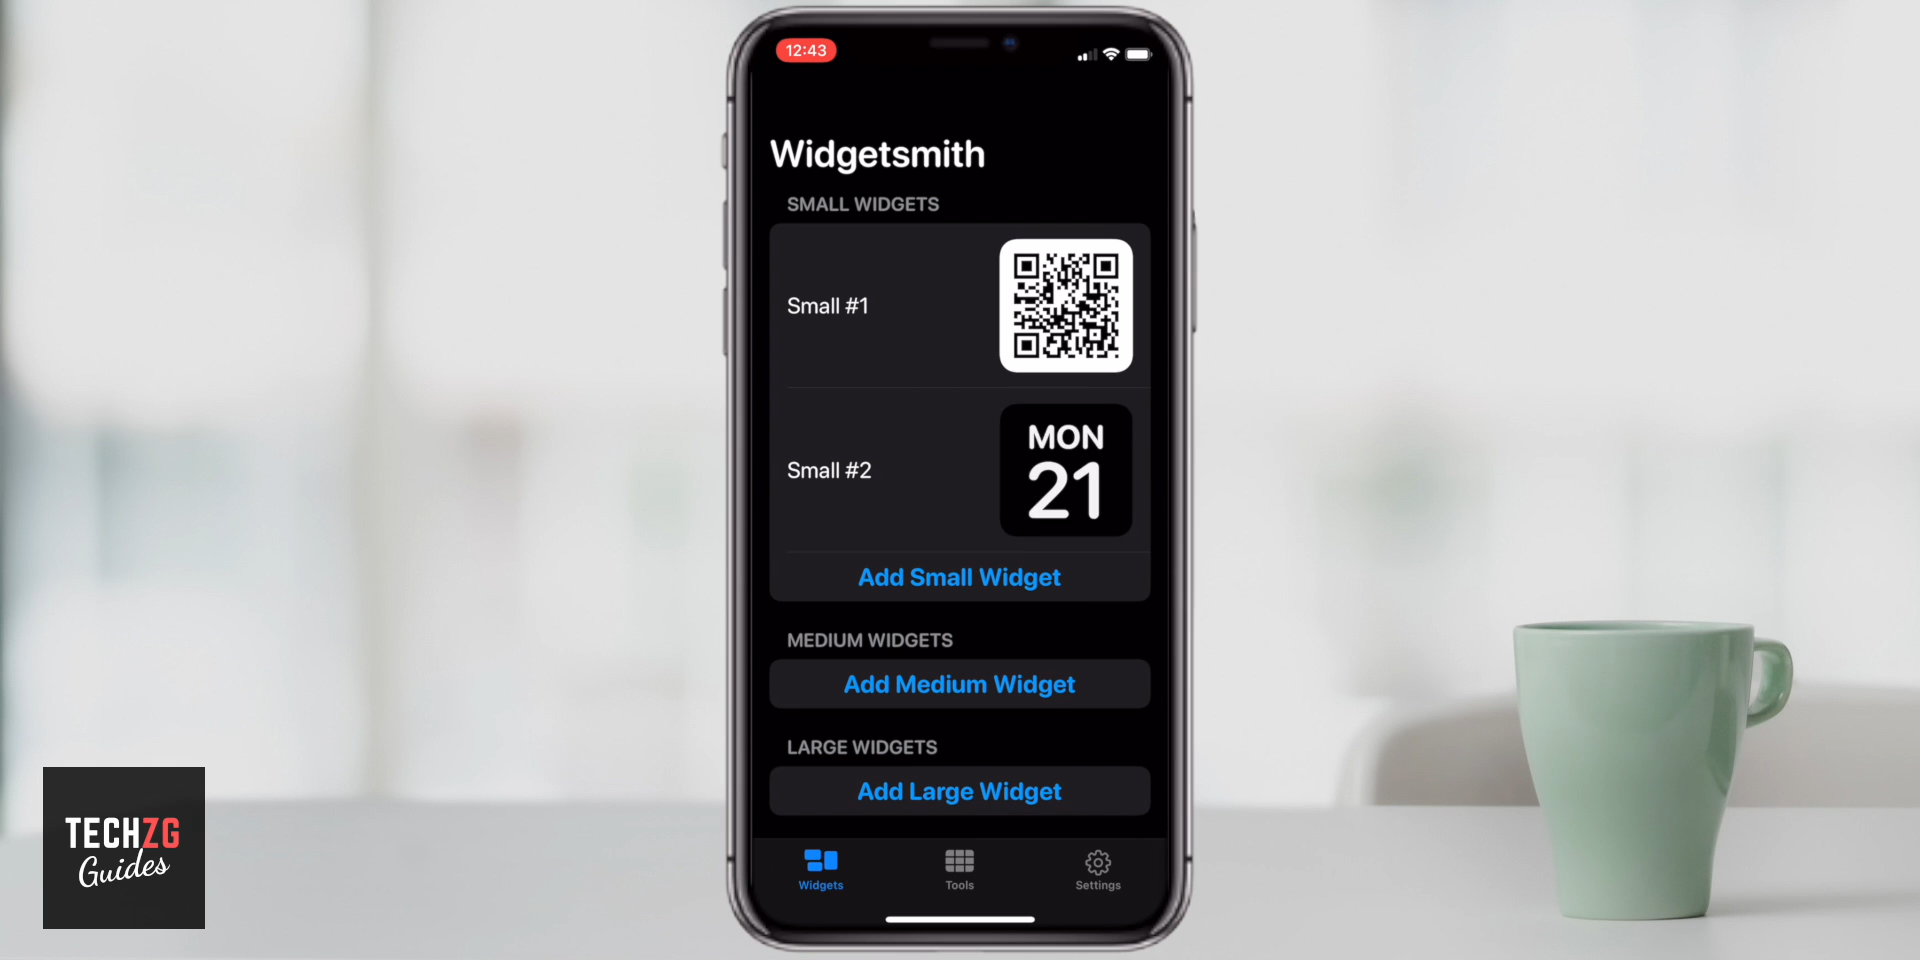 12:43
Widgetsmith
SMALL WIDGETS
Small #1
Small #2
MON
21
Add Small Widget
MEDIUM WIDGETS
Add Medium Widget
LARGE WIDGETS
Add Large Widget
Widgets
Tools
Settings
TECHZG
Guides